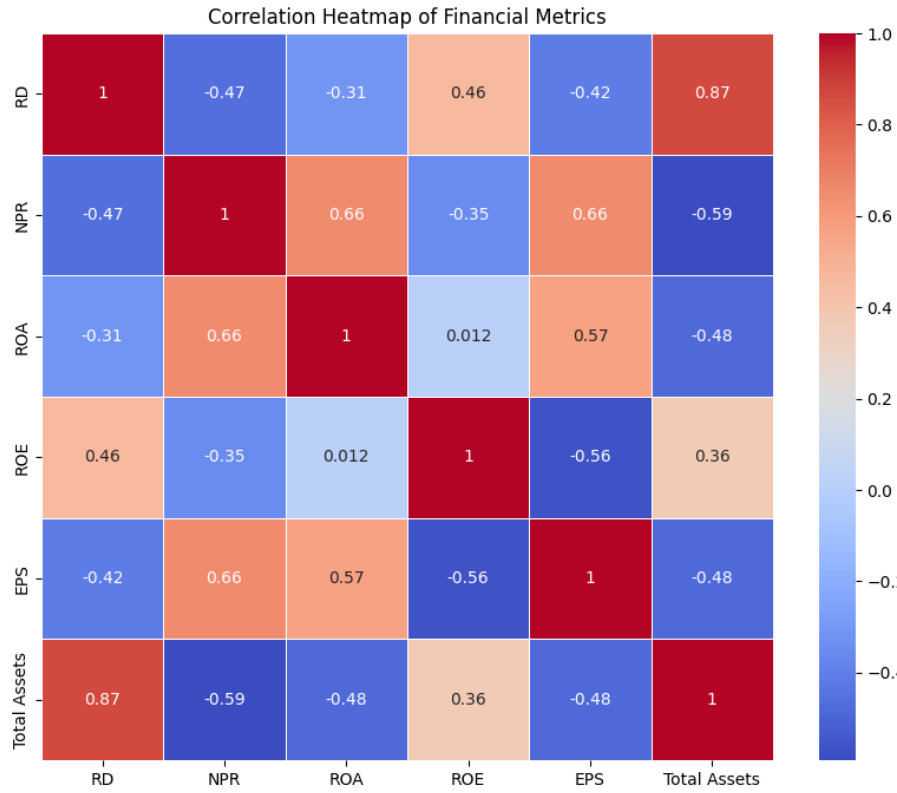 Correlation Heatmap of Financial Metrics
RD 1 -0.47 -0.31 0.46 -0.42 0.87
NPR -0.47 1 0.66 -0.35 0.66 -0.59
ROA -0.31 0.66 1 0.012 0.57 -0.48
ROE 0.46 -0.35 0.012 1 -0.56 0.36
EPS -0.42 0.66 0.57 -0.56 1 -0.48
Total Assets 0.87 -0.59 -0.48 0.36 -0.48 1
RD NPR ROA ROE EPS Total Assets
1.0
0.8
0.6
0.4
0.2
0.0